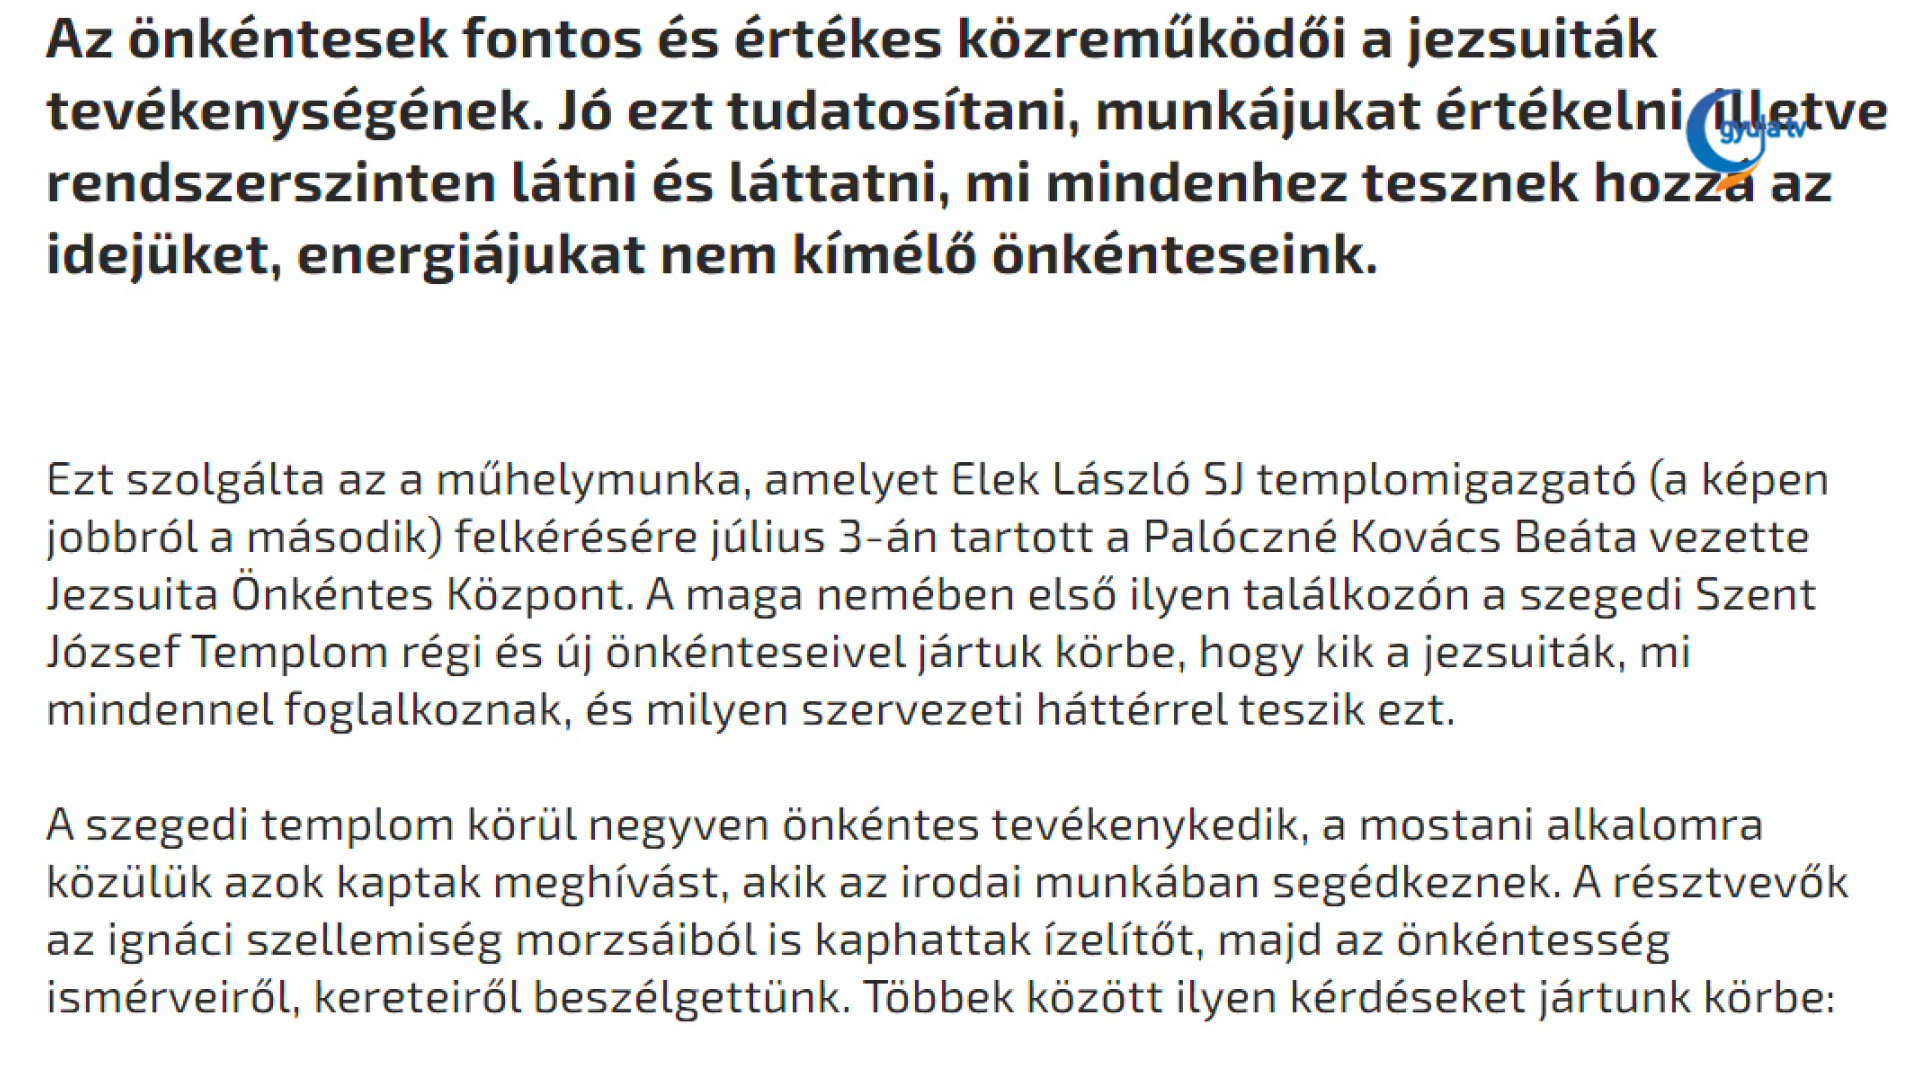 Az önkéntesek fontos és értékes közreműködői a jezsuiták
tevékenységének. Jó ezt tudatosítani, munkájukat értékelni, illetve
gyula tv
rendszerszinten látni és láttatni, mi mindenhez tesznek hozzá az
idejüket, energiájukat nem kímélő önkénteseink.
Ezt szolgálta az a műhelymunka, amelyet Elek László SJ templomigazgató (a képen
jobbról a második) felkérésére július 3-án tartott a Palóczné Kovács Beáta vezette
Jezsuita Önkéntes Központ. A maga nemében első ilyen találkozón a szegedi Szent
József Templom régi és új önkénteseivel jártuk körbe, hogy kik a jezsuiták, mi
mindennel foglalkoznak, és milyen szervezeti háttérrel teszik ezt.
A szegedi templom körül negyven önkéntes tevékenykedik, a mostani alkalomra
közülük azok kaptak meghívást, akik az irodai munkában segédkeznek. A résztvevők
az ignáci szellemiség morzsáiból is kaphattak ízelítőt, majd az önkéntesség
ismérveiről, kereteiről beszélgettünk. Többek között ilyen kérdéseket jártunk körbe: